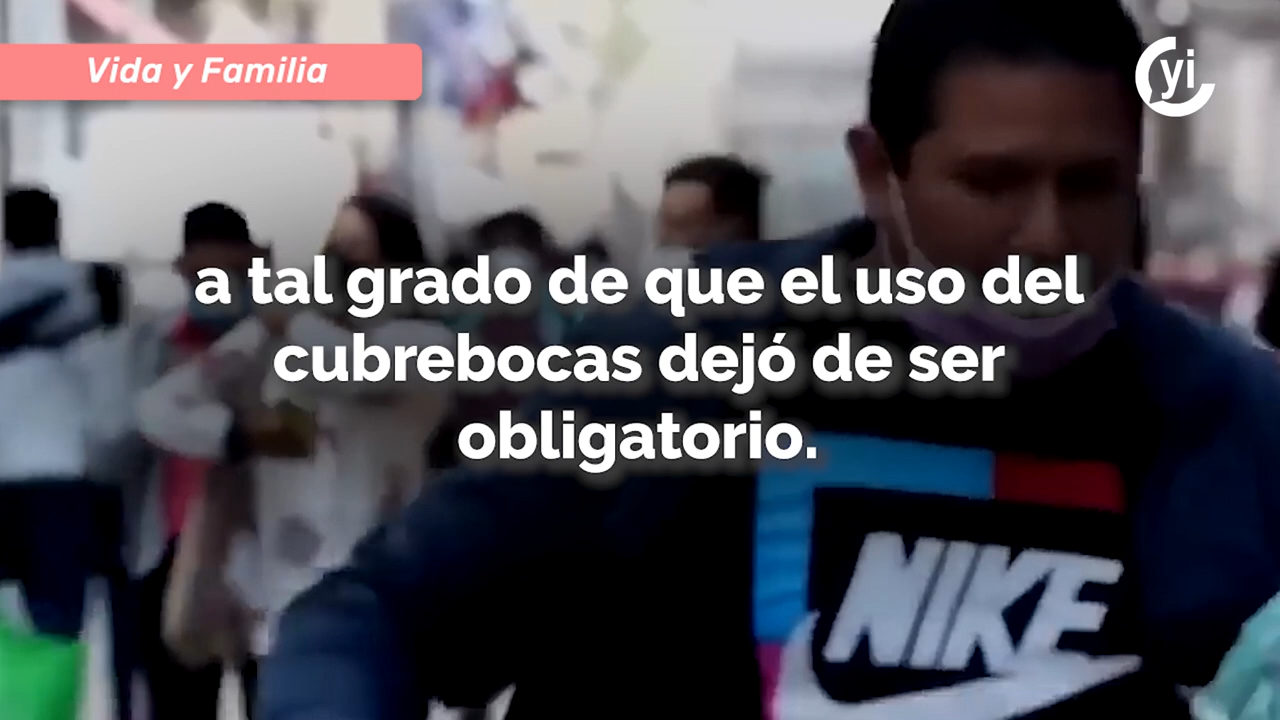 Vida y Familia
yi
a tal grado de que el uso del
cubrebocas dejó de ser
obligatorio.
NIKE